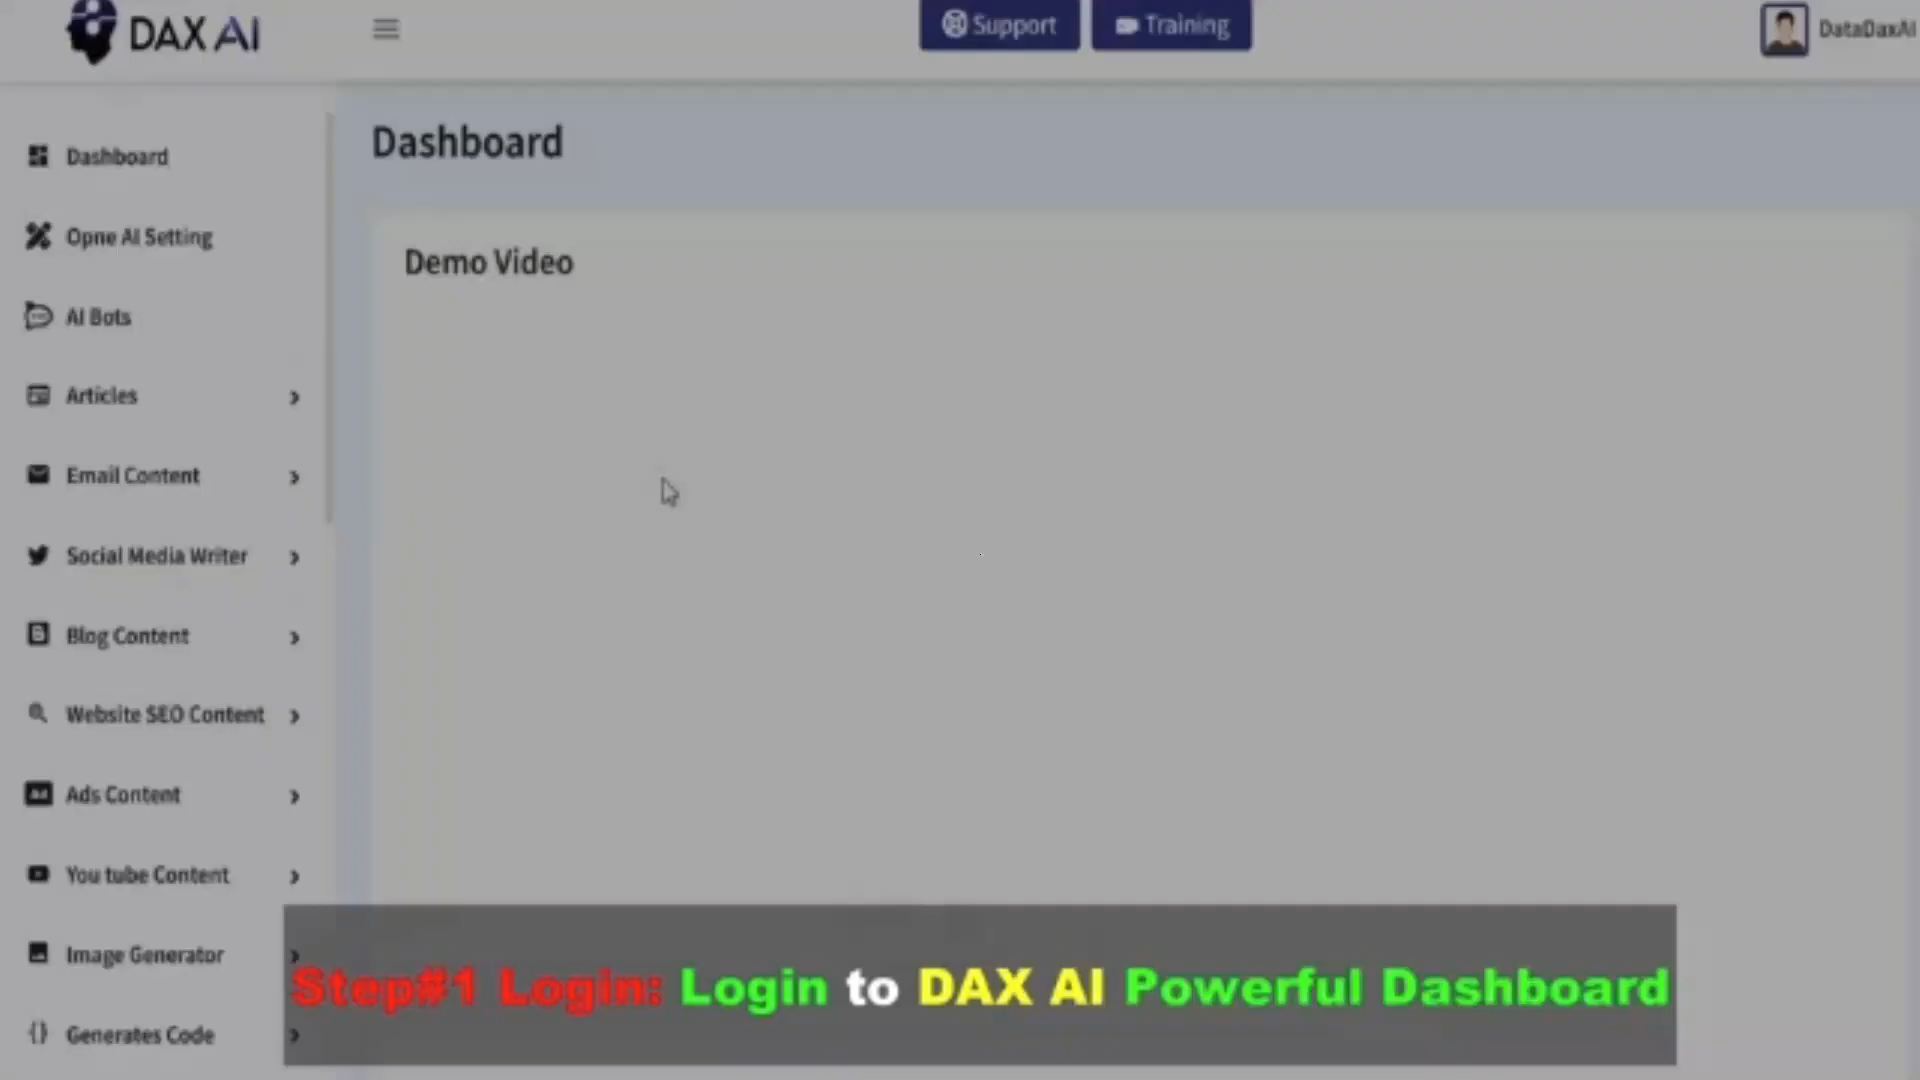 DAX AI
Support
Training
DataDaxAI
Dashboard
Opne AI Setting
AI Bots
Articles
Email Content
Social Media Writer
Blog Content
Website SEO Content
Ads Content
You tube Content
Image Generator
Generates Code
Dashboard
Demo Video
Step#1 Login: Login to DAX AI Powerful Dashboard